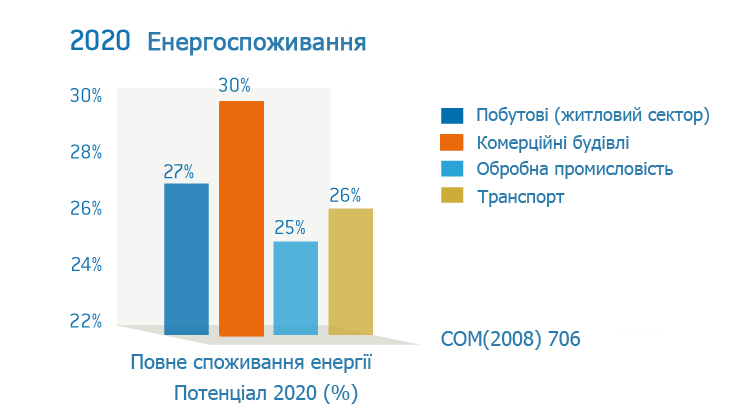 2020 Енергоспоживання
30%
28%
26%
24%
22%
27%
30%
25%
26%
Побутові (житловий сектор)
Комерційні будівлі
Обробна промисловість
Транспорт
COM(2008) 706
Повне споживання енергії
Потенціал 2020 (%)